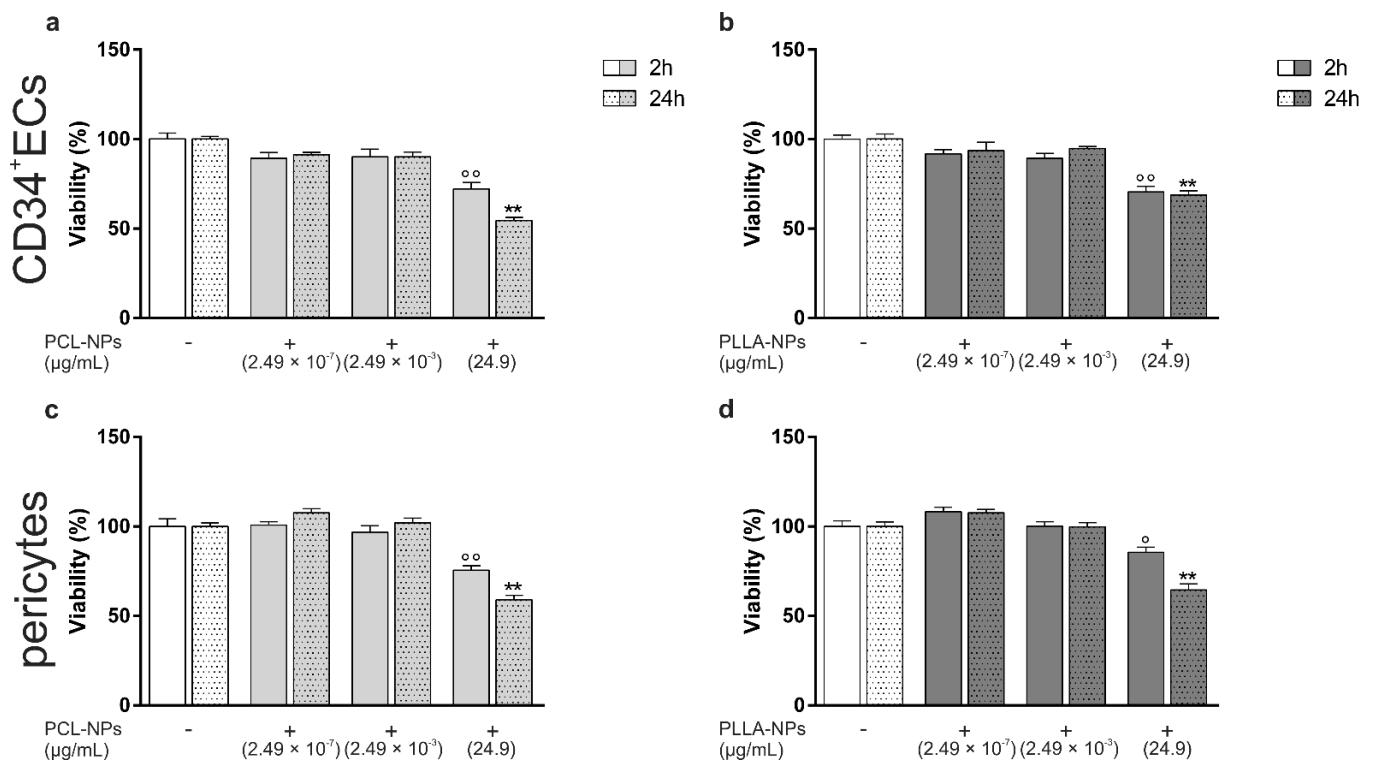 a
150
100
50
0
Viability (%)
CD34⁺ECs
2h
24h
°°
**
PCL-NPs
(µg/mL)
- + + +
(2.49 × 10⁻⁷) (2.49 × 10⁻³) (24.9)
b
150
100
50
0
Viability (%)
2h
24h
°°
**
PLLA-NPs
(µg/mL)
- + + +
(2.49 × 10⁻⁷) (2.49 × 10⁻³) (24.9)
c
150
100
50
0
Viability (%)
pericytes
°°
**
PCL-NPs
(µg/mL)
- + + +
(2.49 × 10⁻⁷) (2.49 × 10⁻³) (24.9)
d
150
100
50
0
Viability (%)
°
**
PLLA-NPs
(µg/mL)
- + + +
(2.49 × 10⁻⁷) (2.49 × 10⁻³) (24.9)